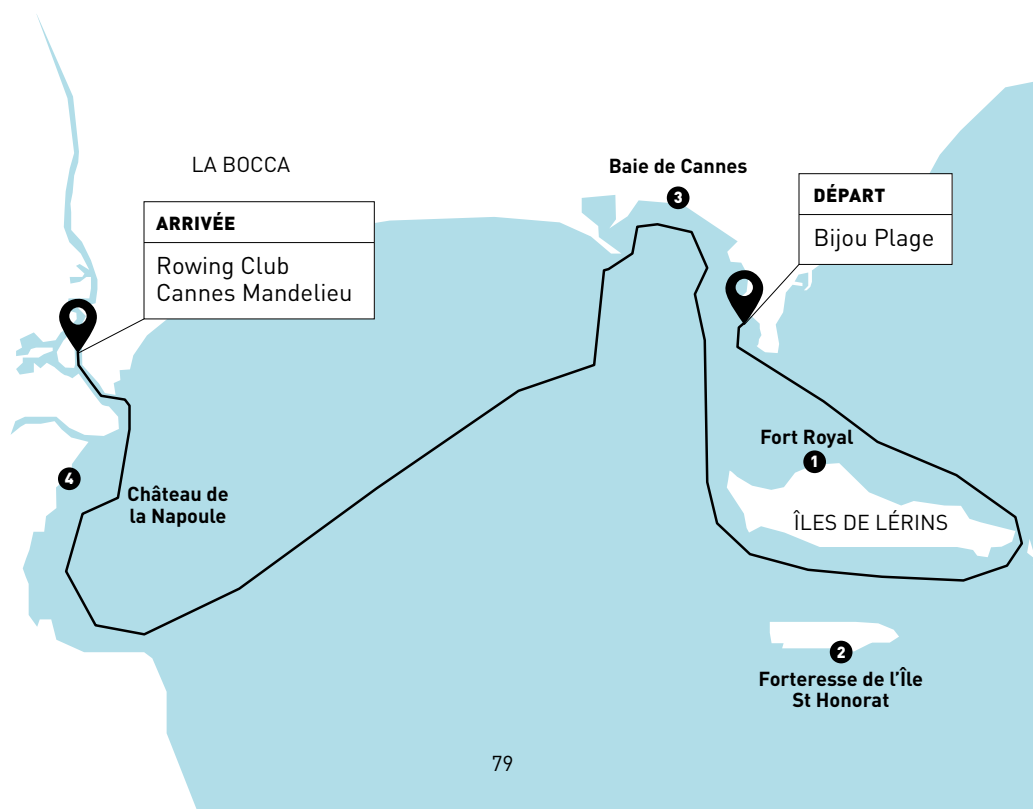 LA BOCCA
ARRIVÉE
Rowing Club
Cannes Mandelieu
Baie de Cannes
3
DÉPART
Bijou Plage
Fort Royal
1
ÎLES DE LÉRINS
4
Château de
la Napoule
2
Forteresse de l'Île
St Honorat
79